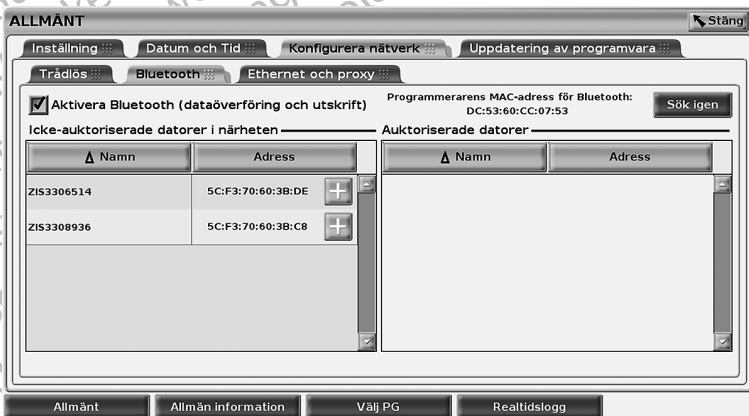 ALLMÄNT
Stäng
Inställning Datum och Tid Konfigurera nätverk Uppdatering av programvara
Trådlös Bluetooth Ethernet och proxy
Aktivera Bluetooth (dataöverföring och utskrift)
Programmerarens MAC-adress för Bluetooth:
DC:53:60:CC:07:53
Sök igen
Icke-auktoriserade datorer i närheten
Auktoriserade datorer
Namn Adress Namn Adress
ZIS3306514 5C:F3:70:60:3B:DE
ZIS3308936 5C:F3:70:60:3B:C8
Allmänt Allmän information Välj PG Realtidslogg